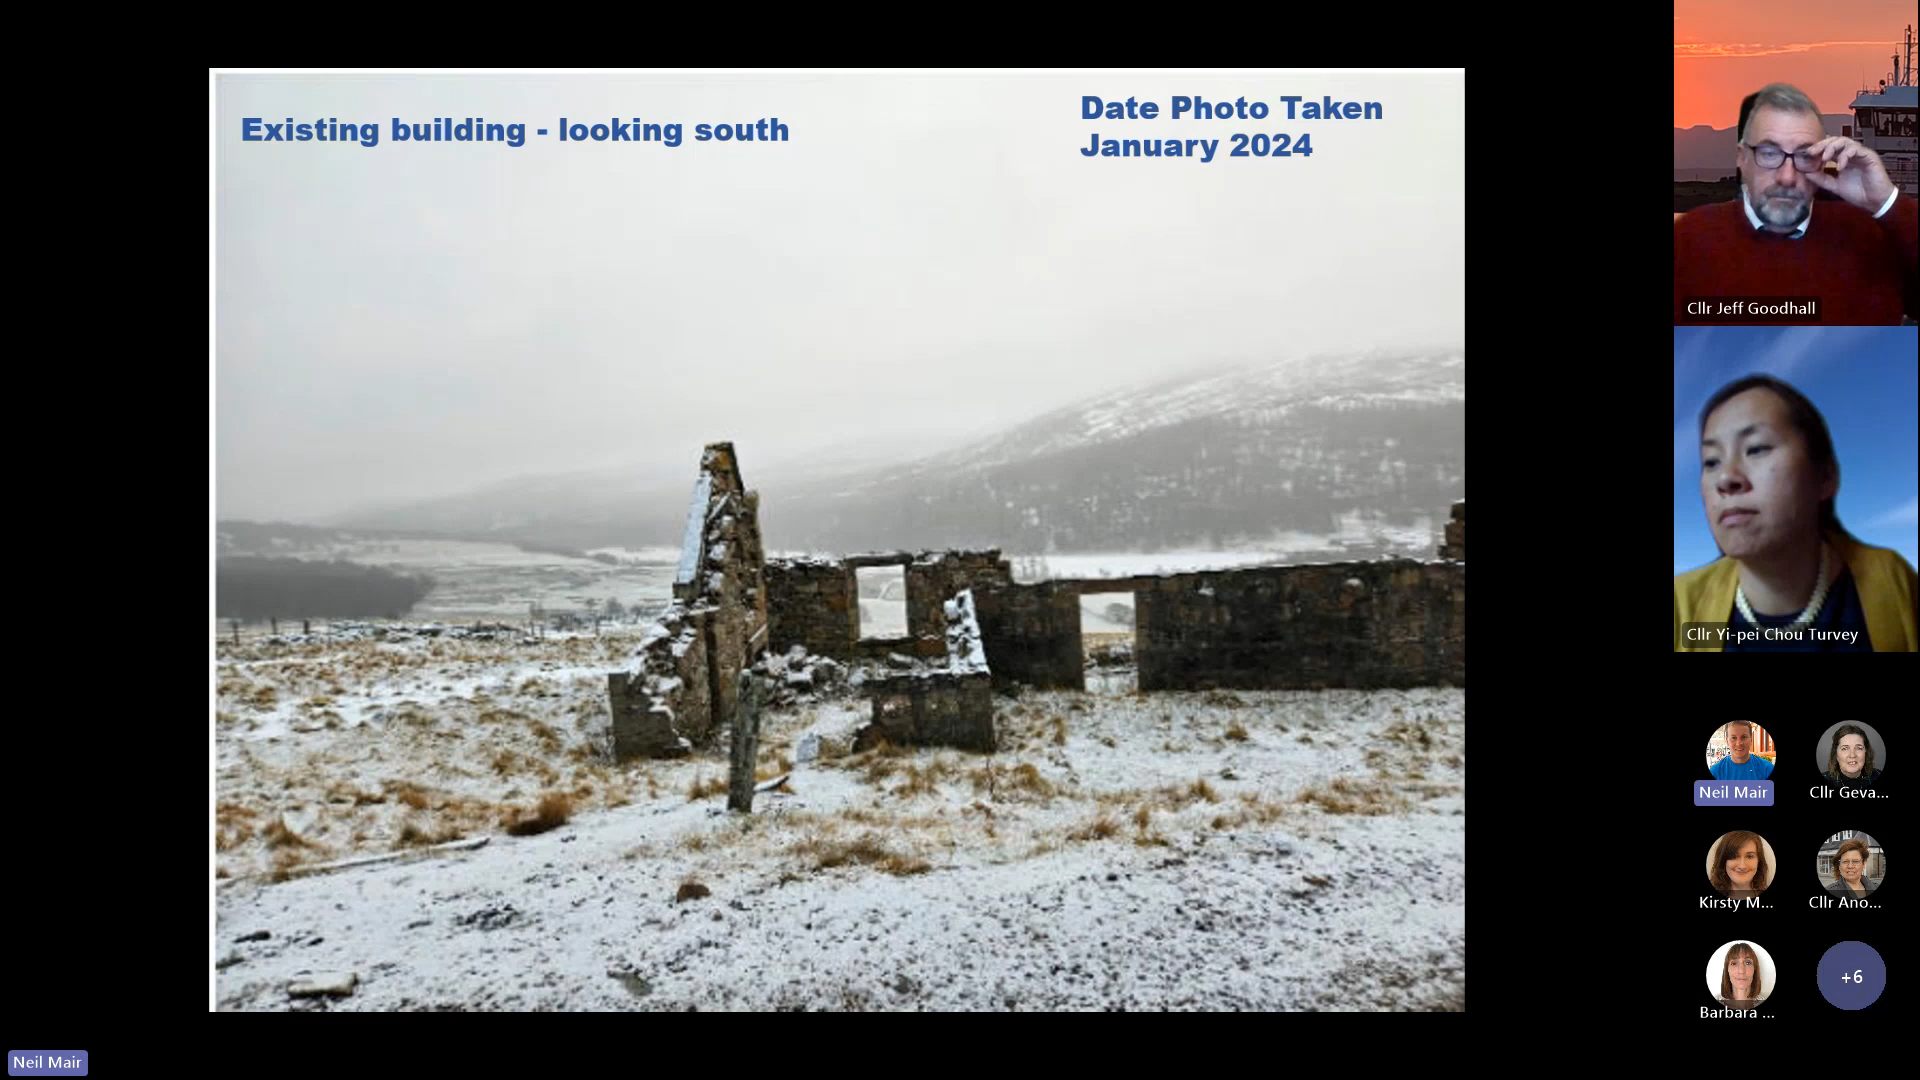 Existing building - looking south
Date Photo Taken
January 2024
Cllr Jeff Goodhall
Cllr Yi-pei Chou Turvey
Neil Mair
Cllr Geva...
Kirsty M...
Cllr Ano...
Barbara ...
+6
Neil Mair